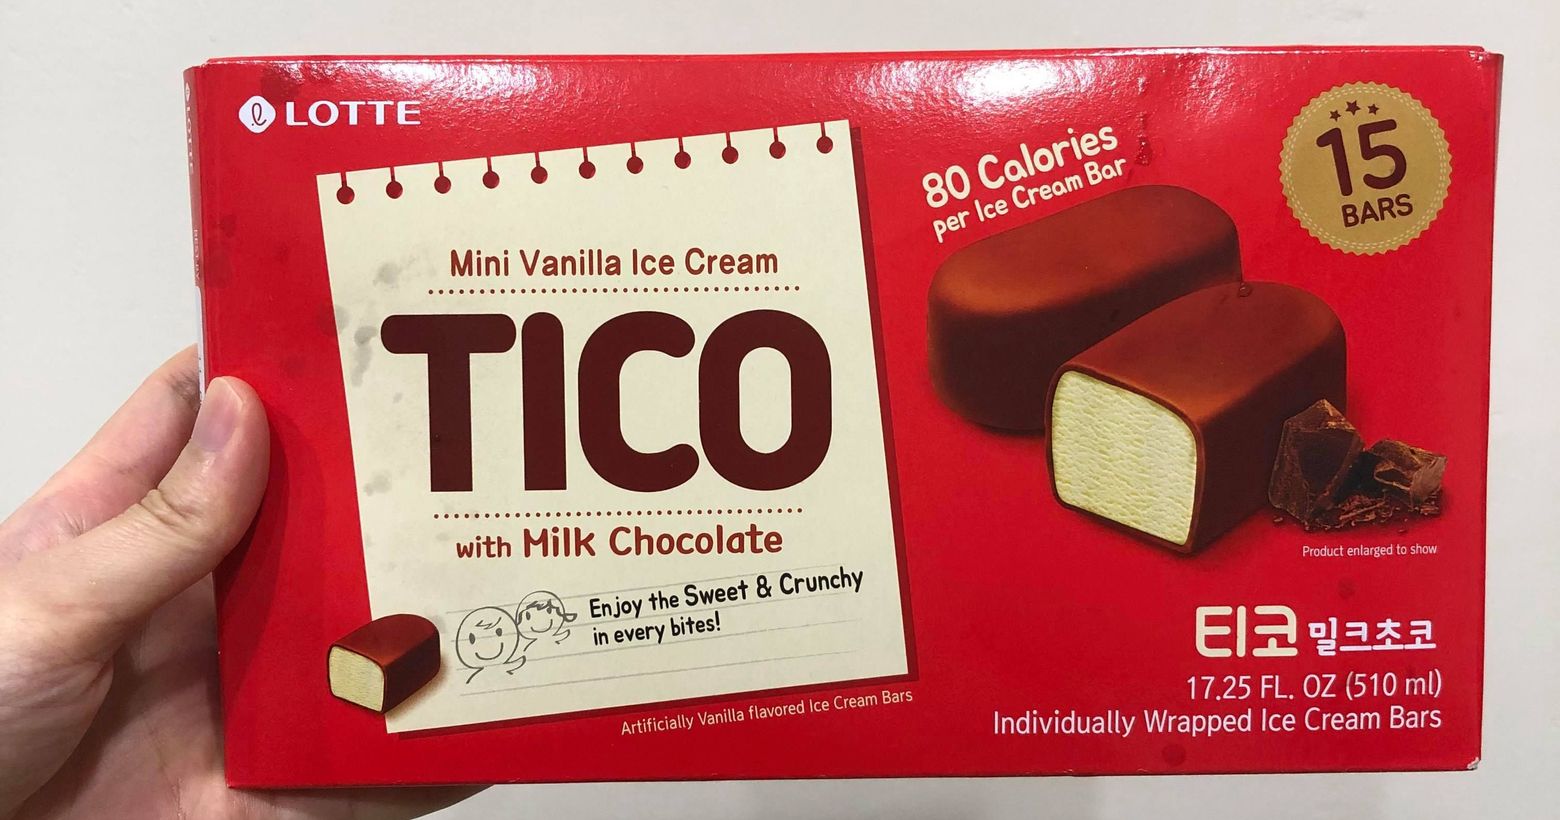 LOTTE
80 Calories
per Ice Cream Bar
15
BARS
Mini Vanilla Ice Cream
TICO
with Milk Chocolate
Enjoy the Sweet & Crunchy
in every bites!
Artificially Vanilla flavored Ice Cream Bars
Product enlarged to show
티코 밀크초코
17.25 FL. OZ (510 ml)
Individually Wrapped Ice Cream Bars